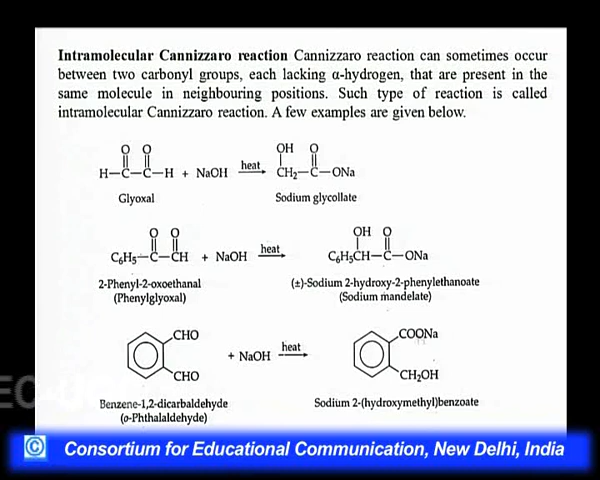 Intramolecular Cannizzaro reaction Cannizzaro reaction can sometimes occur
between two carbonyl groups, each lacking α-hydrogen, that are present in the
same molecule in neighbouring positions. Such type of reaction is called
intramolecular Cannizzaro reaction. A few examples are given below.
O O OH O
H—C—C—H + NaOH heat CH₂—C—ONa
Glyoxal Sodium glycollate
O O OH O
C₆H₅—C—CH + NaOH heat C₆H₅CH—C—ONa
2-Phenyl-2-oxoethanal (±)-Sodium 2-hydroxy-2-phenylethanoate
(Phenylglyoxal) (Sodium mandelate)
CHO COONa
+ NaOH heat
CHO CH₂OH
Benzene-1,2-dicarbaldehyde Sodium 2-(hydroxymethyl)benzoate
(o-Phthalaldehyde)
© Consortium for Educational Communication, New Delhi, India